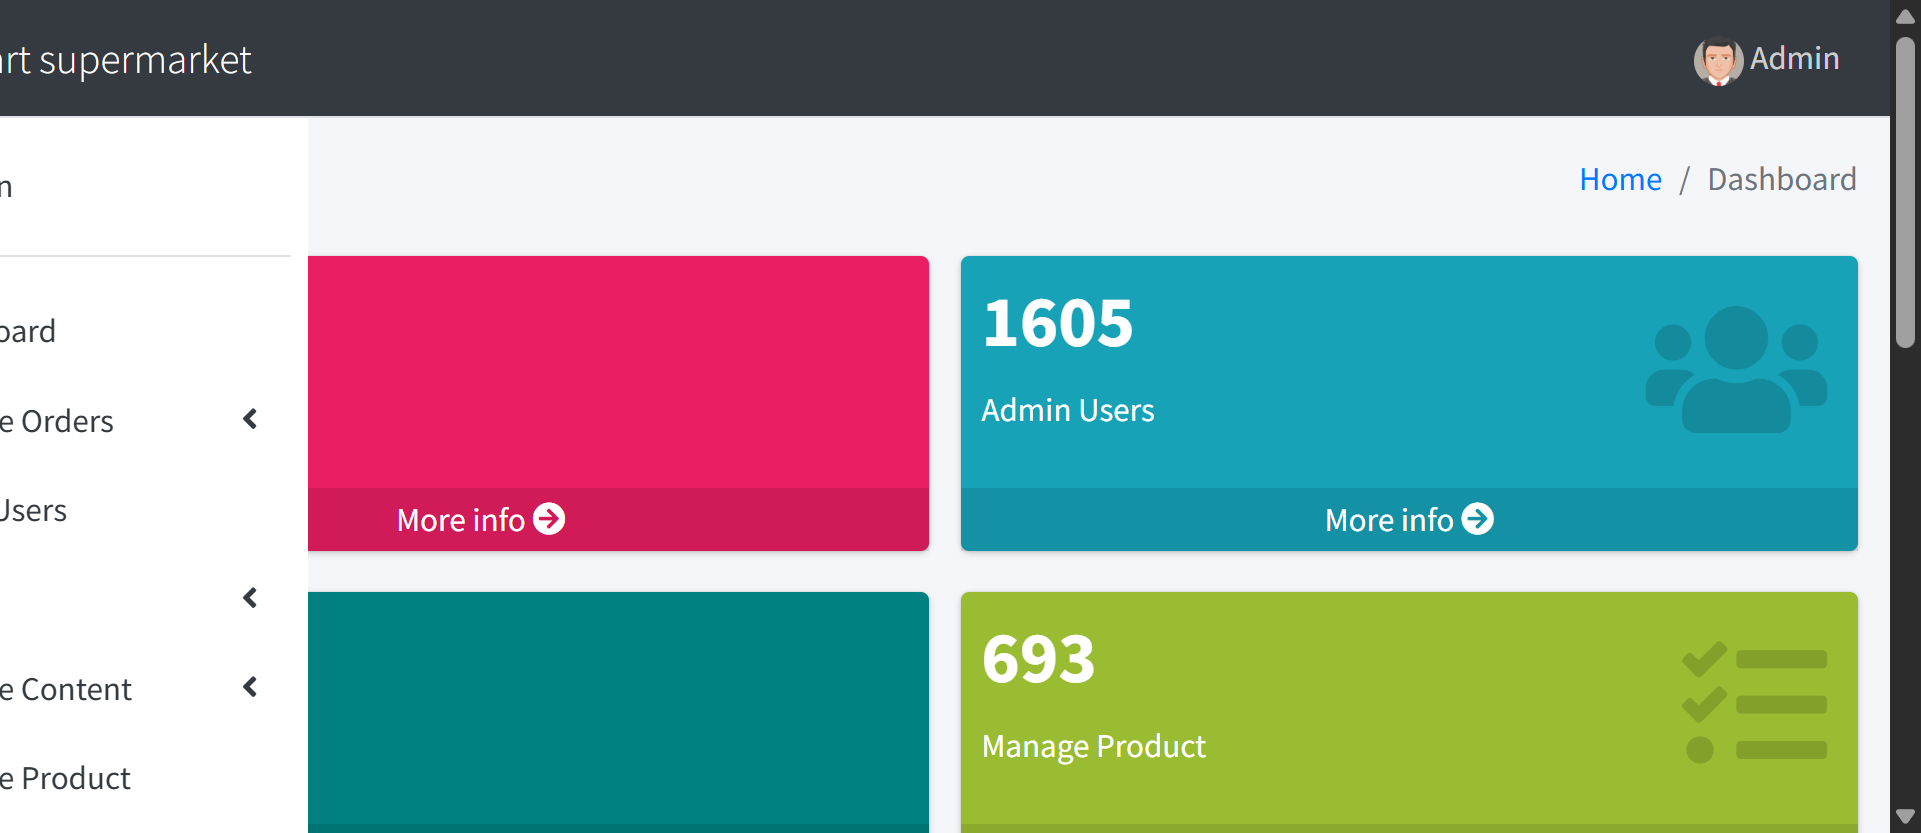 rt supermarket
Admin
Home / Dashboard
1605
Admin Users
More info
More info
693
Manage Product
n
oard
e Orders
Users
e Content
e Product